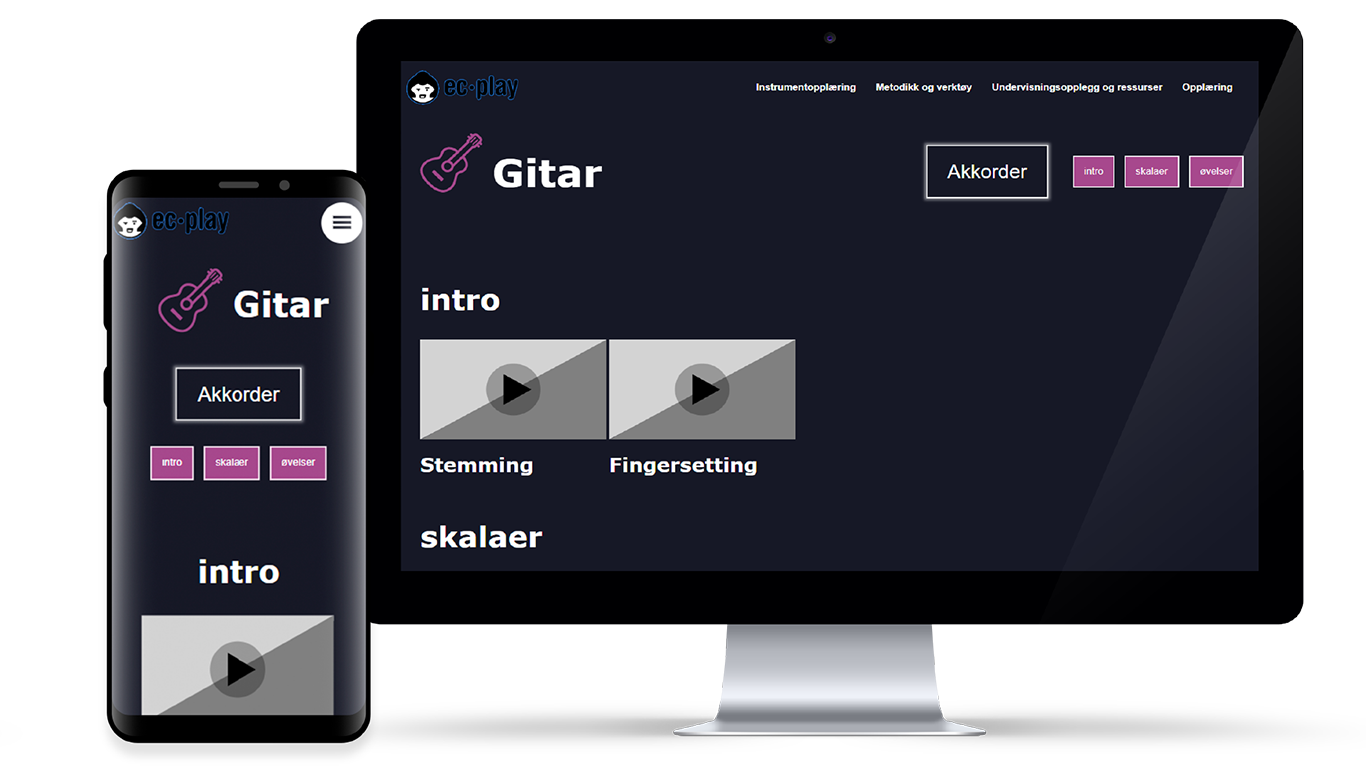 ec·play
Instrumentopplæring Metodikk og verktøy Undervisningsopplegg og ressurser Opplæring
Gitar
Akkorder
intro skalaer øvelser
intro
Stemming Fingersetting
skalaer
ec·play
Gitar
Akkorder
intro skalaer øvelser
intro